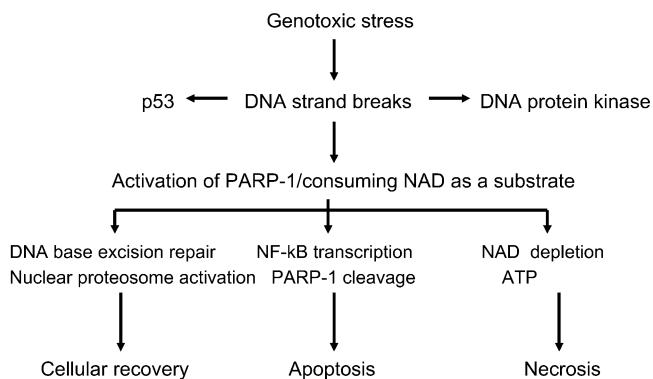 Genotoxic stress
p53
DNA strand breaks
DNA protein kinase
Activation of PARP-1/consuming NAD as a substrate
DNA base excision repair
Nuclear proteosome activation
NF-kB transcription
PARP-1 cleavage
NAD depletion
ATP
Cellular recovery
Apoptosis
Necrosis